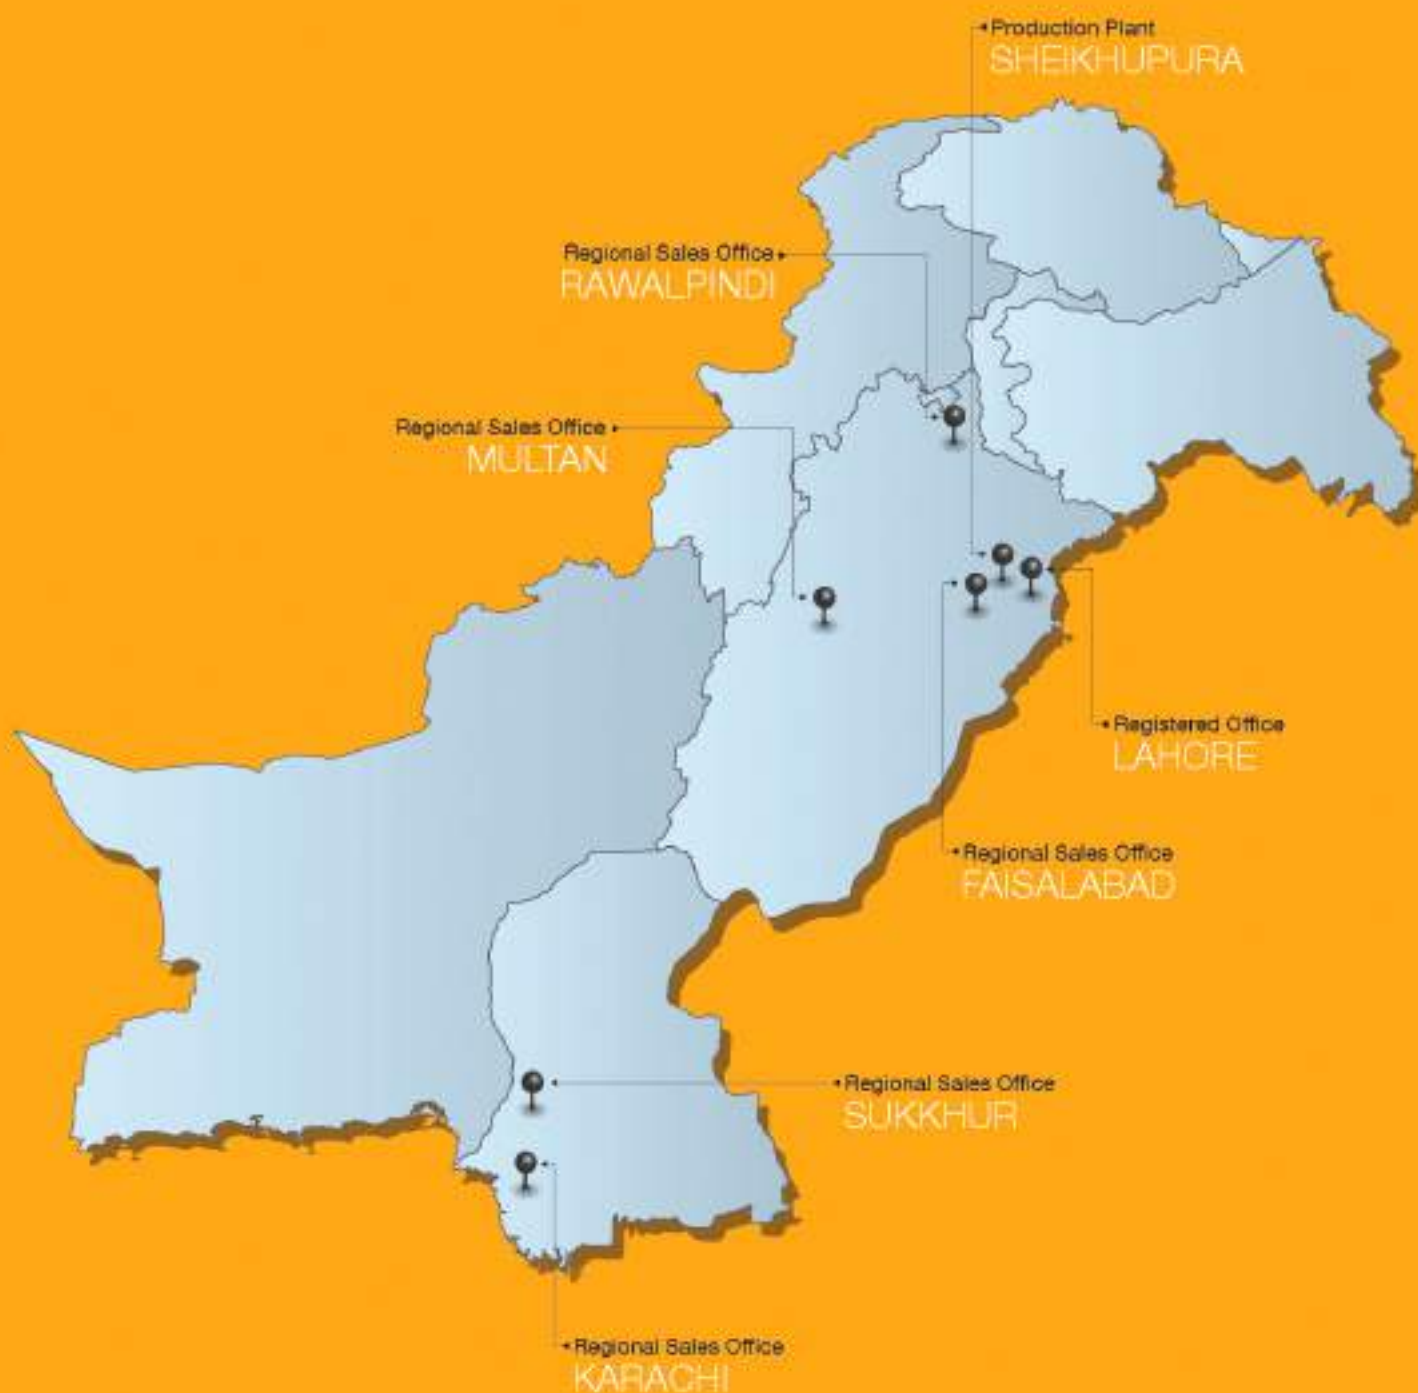 Production Plant
SHEIKHUPURA
Regional Sales Office
RAWALPINDI
Regional Sales Office
MULTAN
Registered Office
LAHORE
Regional Sales Office
FAISALABAD
Regional Sales Office
SUKKHUR
Regional Sales Office
KARACHI